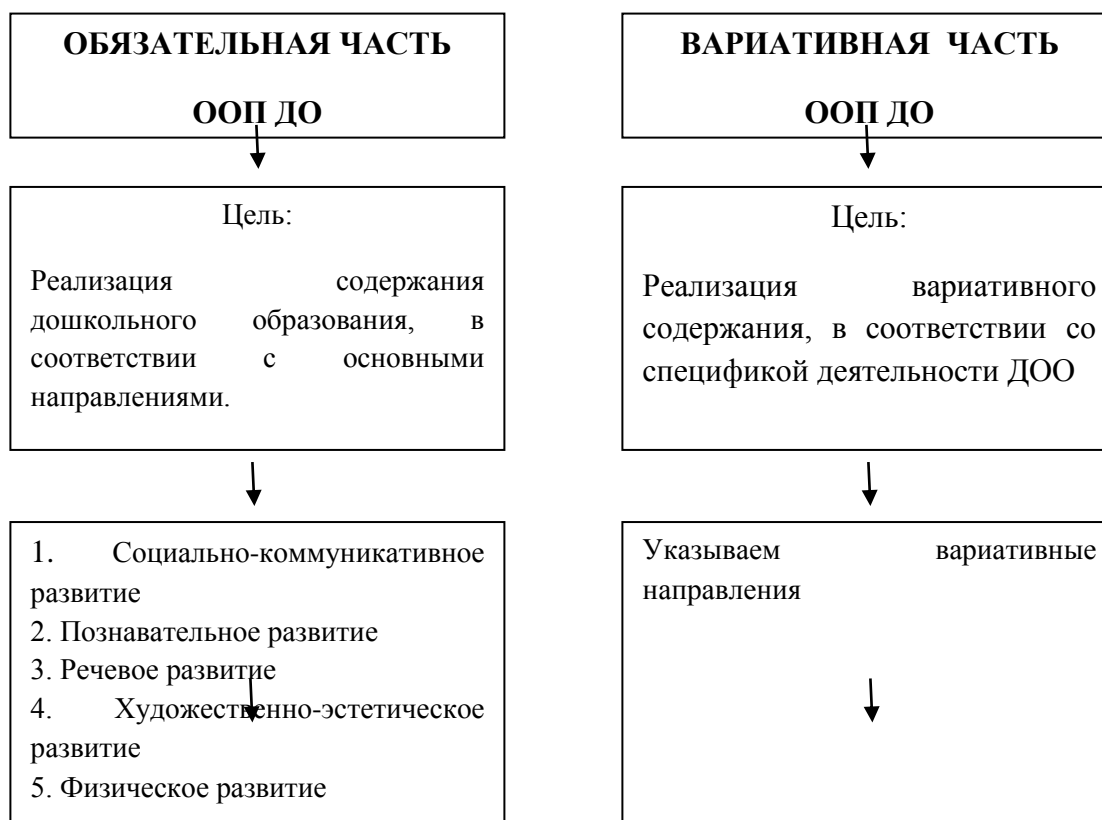 ОБЯЗАТЕЛЬНАЯ ЧАСТЬ
ООП ДО
Цель:
Реализация содержания
дошкольного образования, в
соответствии с основными
направлениями.
1. Социально-коммуникативное
развитие
2. Познавательное развитие
3. Речевое развитие
4. Художественно-эстетическое
развитие
5. Физическое развитие
ВАРИАТИВНАЯ ЧАСТЬ
ООП ДО
Цель:
Реализация вариативного
содержания, в соответствии со
спецификой деятельности ДОО
Указываем вариативные
направления